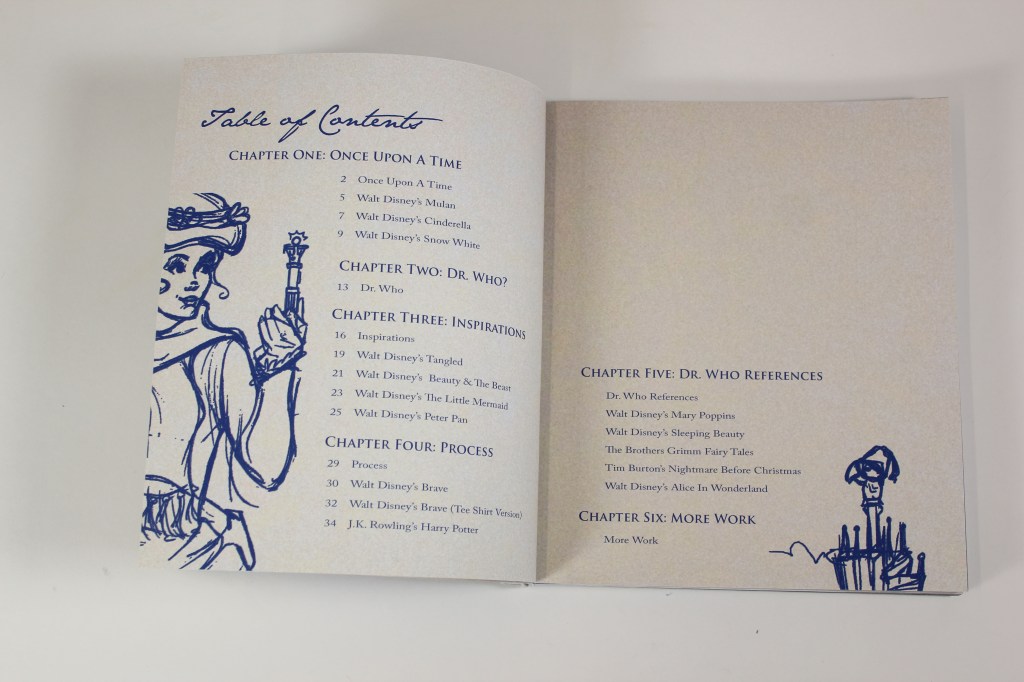 Table of Contents
Chapter One: Once Upon A Time
2 Once Upon A Time
5 Walt Disney's Mulan
7 Walt Disney's Cinderella
9 Walt Disney's Snow White
Chapter Two: Dr. Who?
13 Dr. Who
Chapter Three: Inspirations
16 Inspirations
19 Walt Disney's Tangled
21 Walt Disney's Beauty & The Beast
23 Walt Disney's The Little Mermaid
25 Walt Disney's Peter Pan
Chapter Four: Process
29 Process
30 Walt Disney's Brave
32 Walt Disney's Brave (Tee Shirt Version)
34 J.K. Rowling's Harry Potter
Chapter Five: Dr. Who References
Dr. Who References
Walt Disney's Mary Poppins
Walt Disney's Sleeping Beauty
The Brothers Grimm Fairy Tales
Tim Burton's Nightmare Before Christmas
Walt Disney's Alice In Wonderland
Chapter Six: More Work
More Work